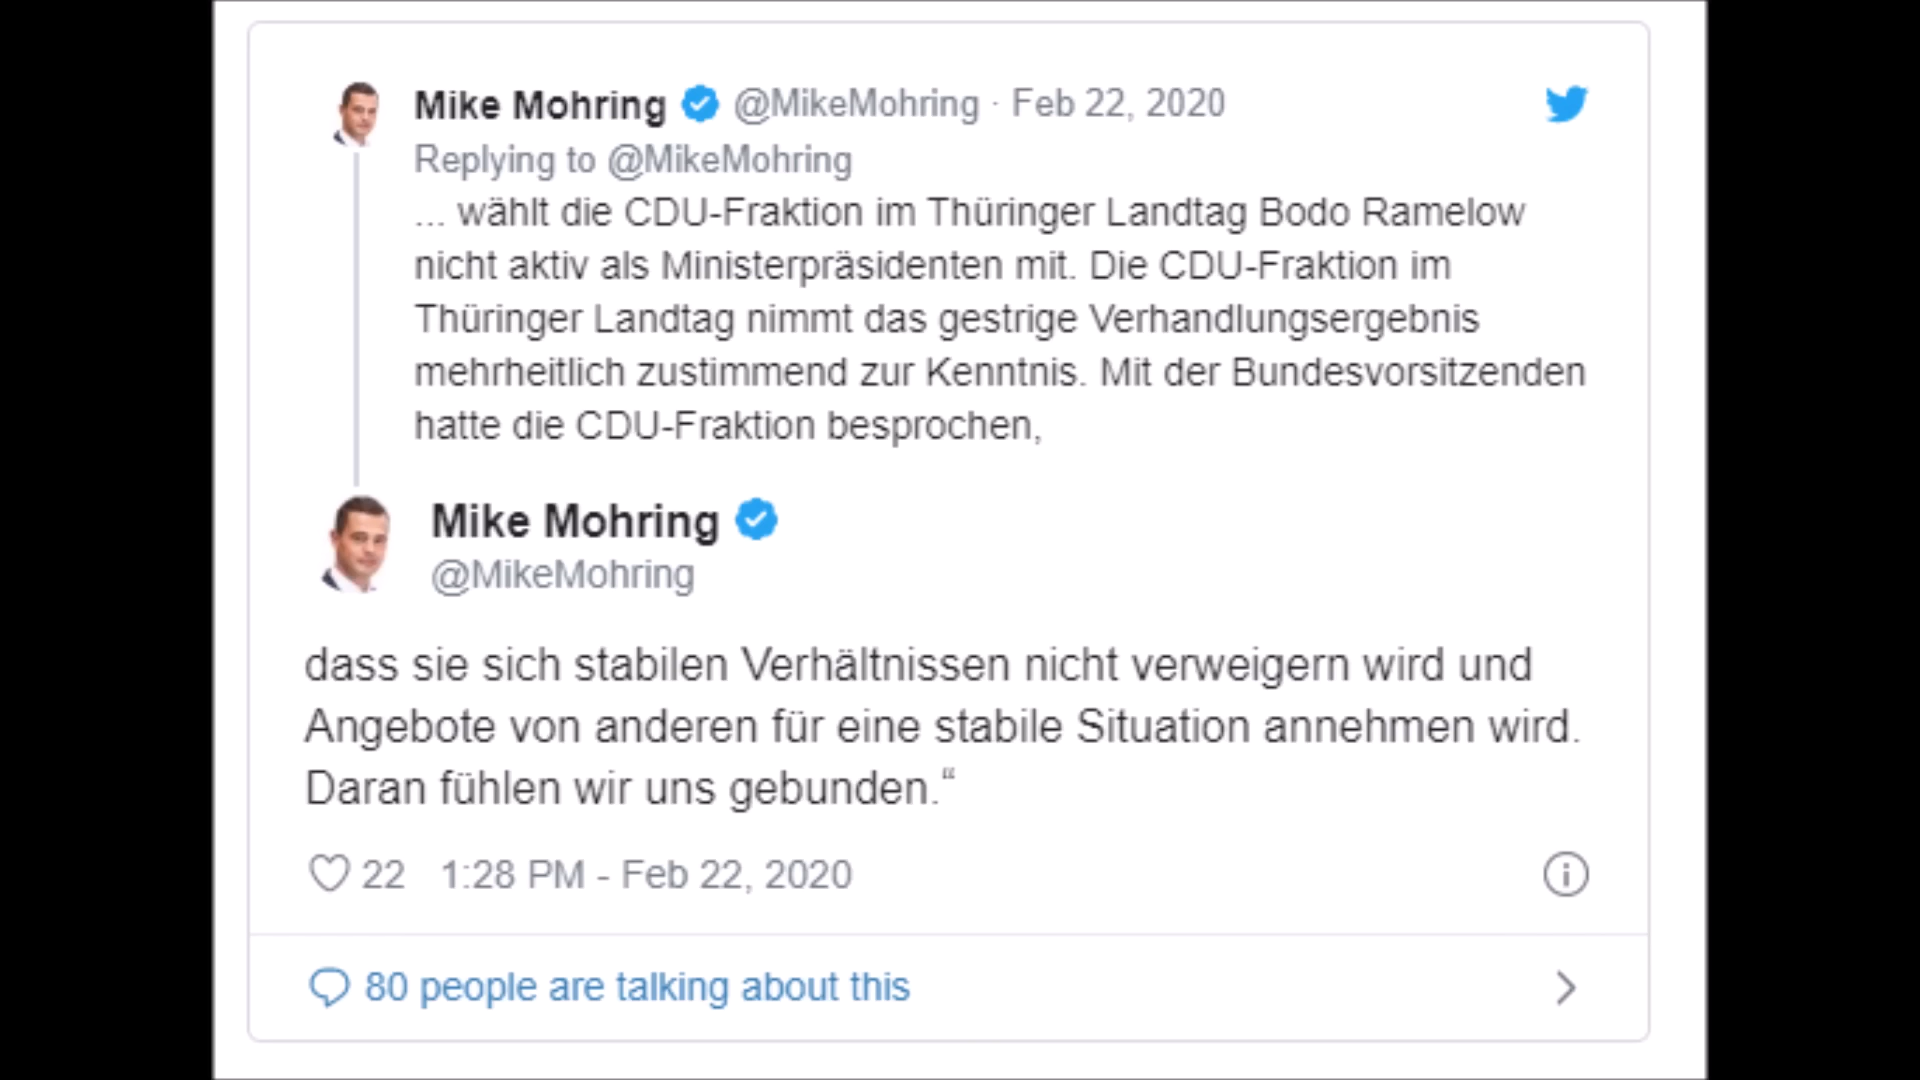 Mike Mohring @MikeMohring · Feb 22, 2020
Replying to @MikeMohring
... wählt die CDU-Fraktion im Thüringer Landtag Bodo Ramelow
nicht aktiv als Ministerpräsidenten mit. Die CDU-Fraktion im
Thüringer Landtag nimmt das gestrige Verhandlungsergebnis
mehrheitlich zustimmend zur Kenntnis. Mit der Bundesvorsitzenden
hatte die CDU-Fraktion besprochen,
Mike Mohring
@MikeMohring
dass sie sich stabilen Verhältnissen nicht verweigern wird und
Angebote von anderen für eine stabile Situation annehmen wird.
Daran fühlen wir uns gebunden.“
22 1:28 PM - Feb 22, 2020
80 people are talking about this